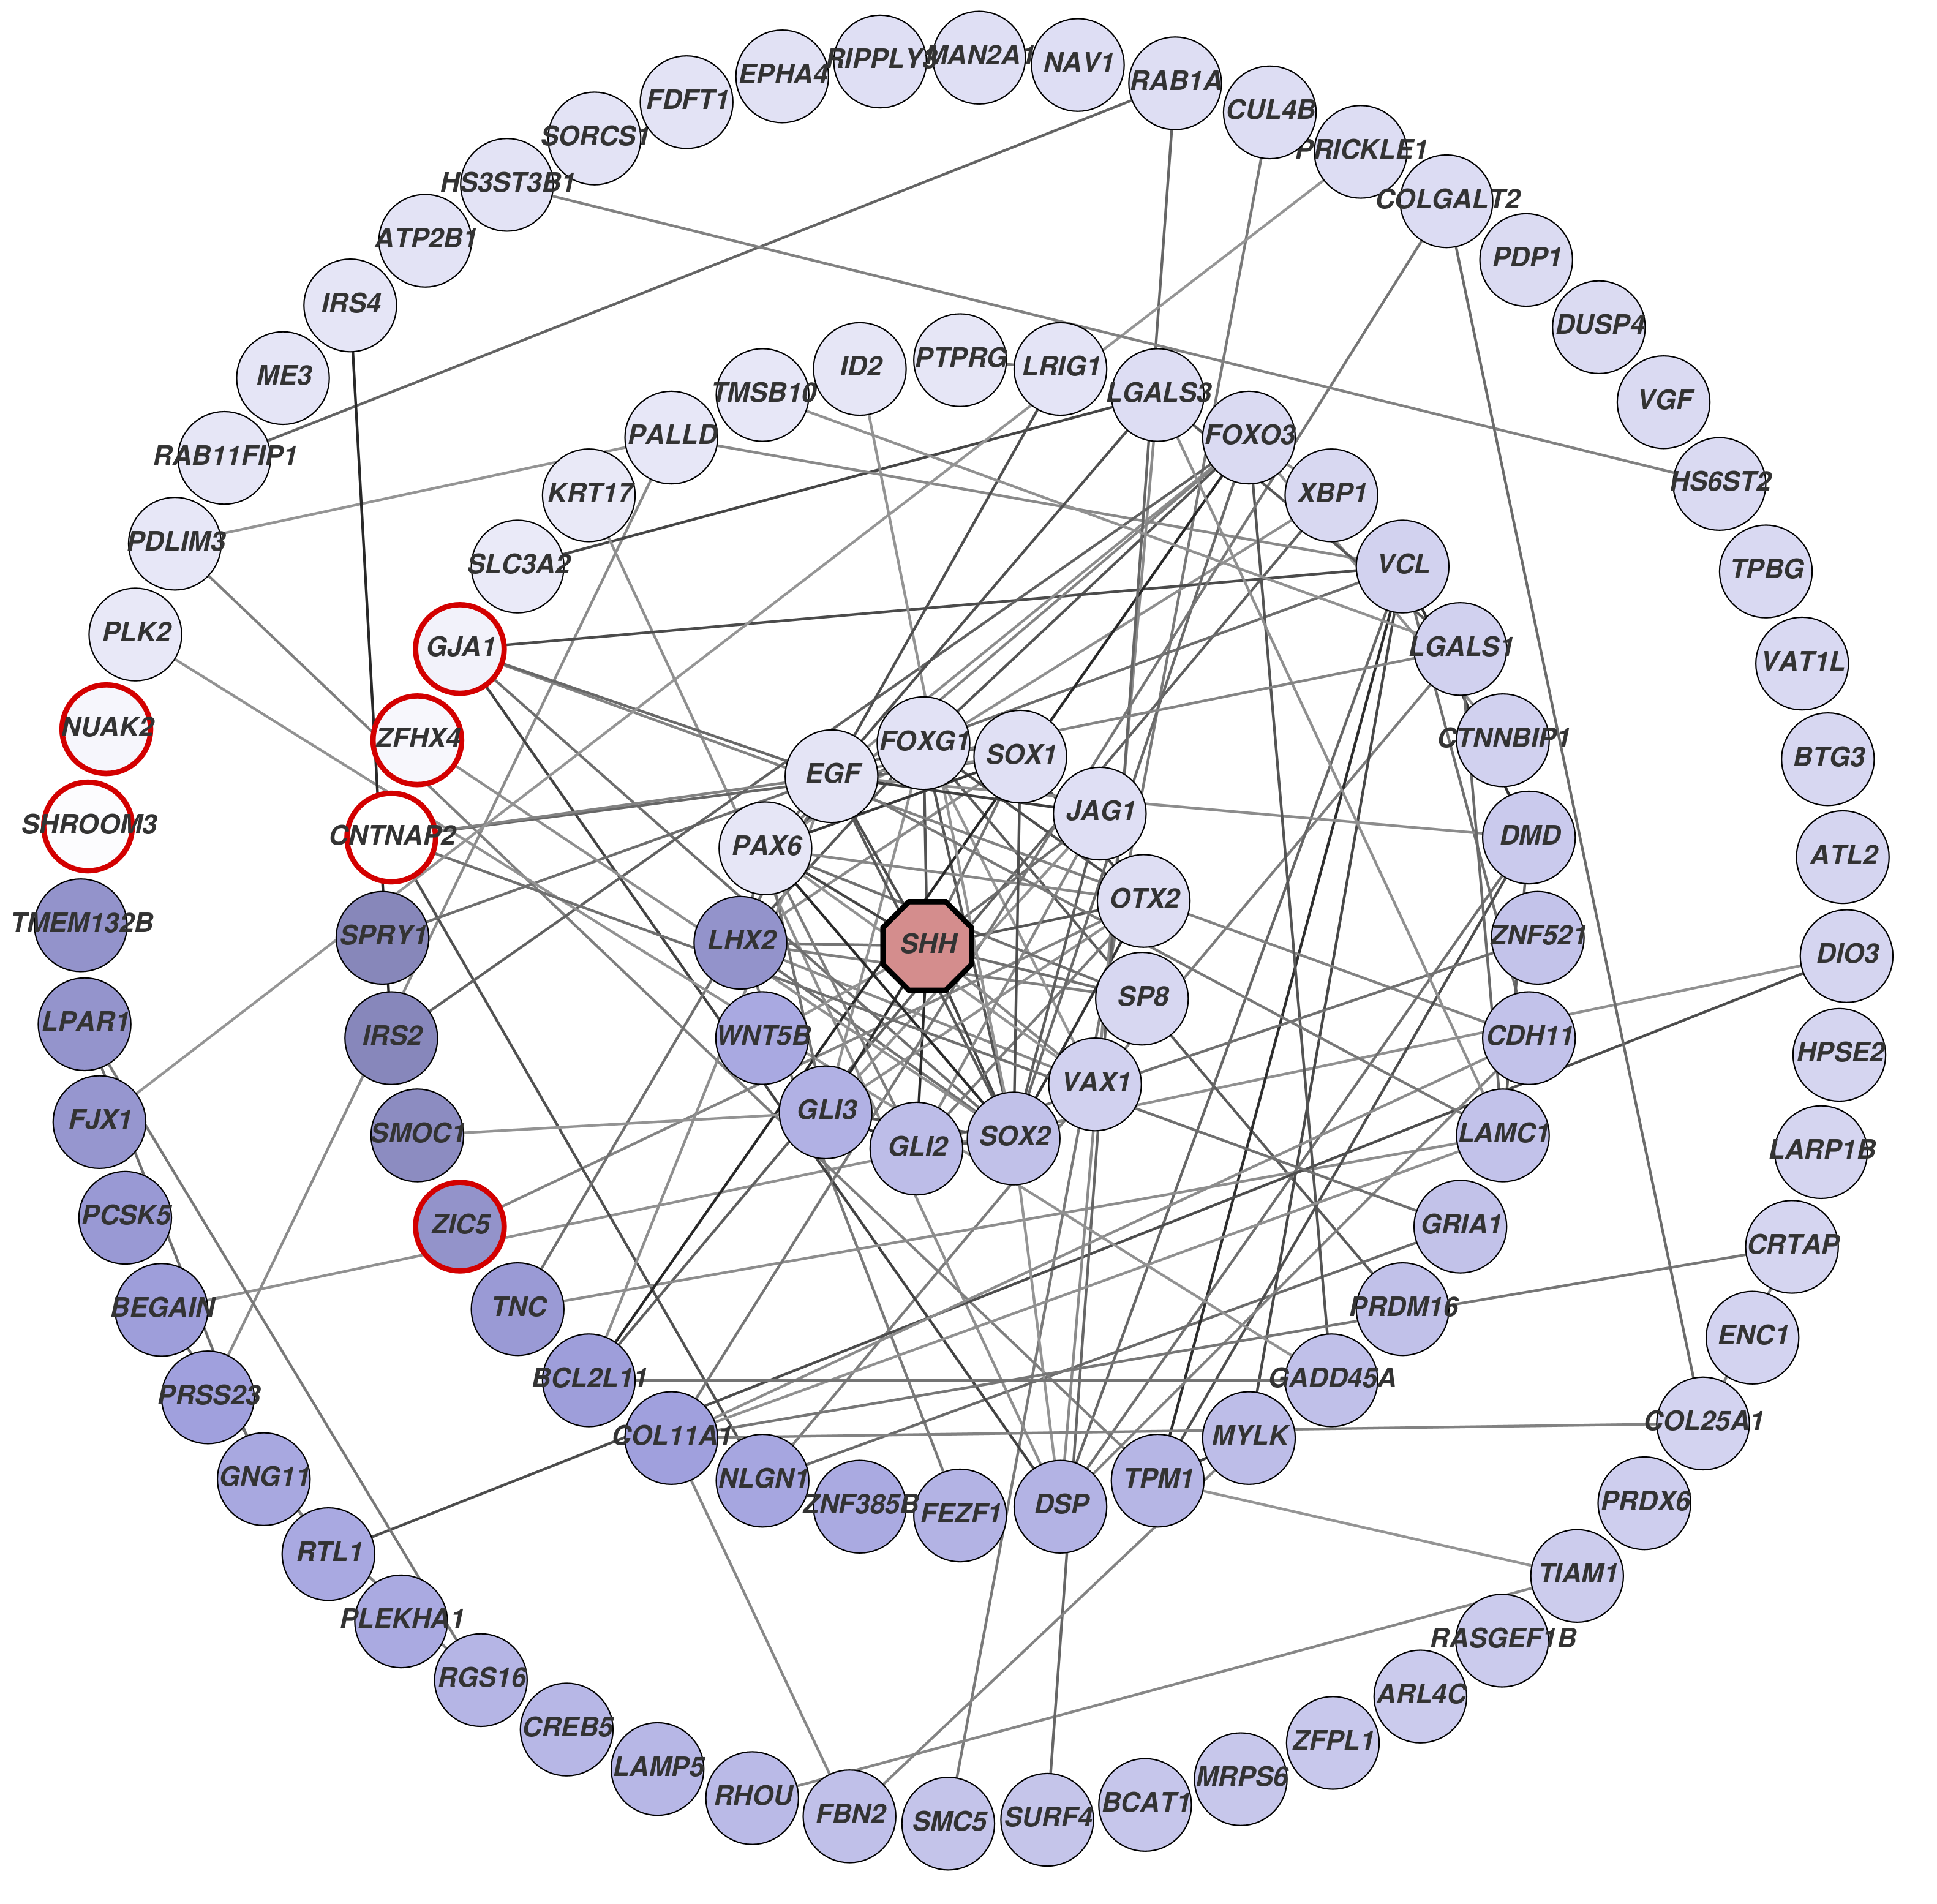 RIPPLY3
MAN2A1
NAV1
EPHA4
RAB1A
FDFT1
CUL4B
SORCS1
PRICKLE1
HS3ST3B1
COLGALT2
ATP2B1
PDP1
IRS4
DUSP4
PTPRG
LRIG1
ID2
ME3
TMSB10
LGALS3
VGF
PALLD
FOXO3
RAB11FIP1
HS6ST2
KRT17
XBP1
PDLIM3
SLC3A2
VCL
TPBG
PLK2
GJA1
LGALS1
VAT1L
NUAK2
ZFHX4
FOXG1
CTNNBIP1
SOX1
BTG3
EGF
JAG1
SHROOM3
CNTNAP2
DMD
PAX6
ATL2
OTX2
TMEM132B
SPRY1
LHX2
SHH
ZNF521
DIO3
SP8
LPAR1
IRS2
WNT5B
CDH11
HPSE2
VAX1
GLI3
FJX1
SMOC1
LAMC1
SOX2
GLI2
LARP1B
PCSK5
ZIC5
GRIA1
CRTAP
BEGAIN
TNC
PRDM16
ENC1
BCL2L11
GADD45A
PRSS23
COL11A1
MYLK
COL25A1
GNG11
NLGN1
TPM1
ZNF385B
DSP
PRDX6
FEZF1
RTL1
TIAM1
PLEKHA1
RASGEF1B
RGS16
ARL4C
CREB5
ZFPL1
LAMP5
MRPS6
RHOU
BCAT1
FBN2
SURF4
SMC5